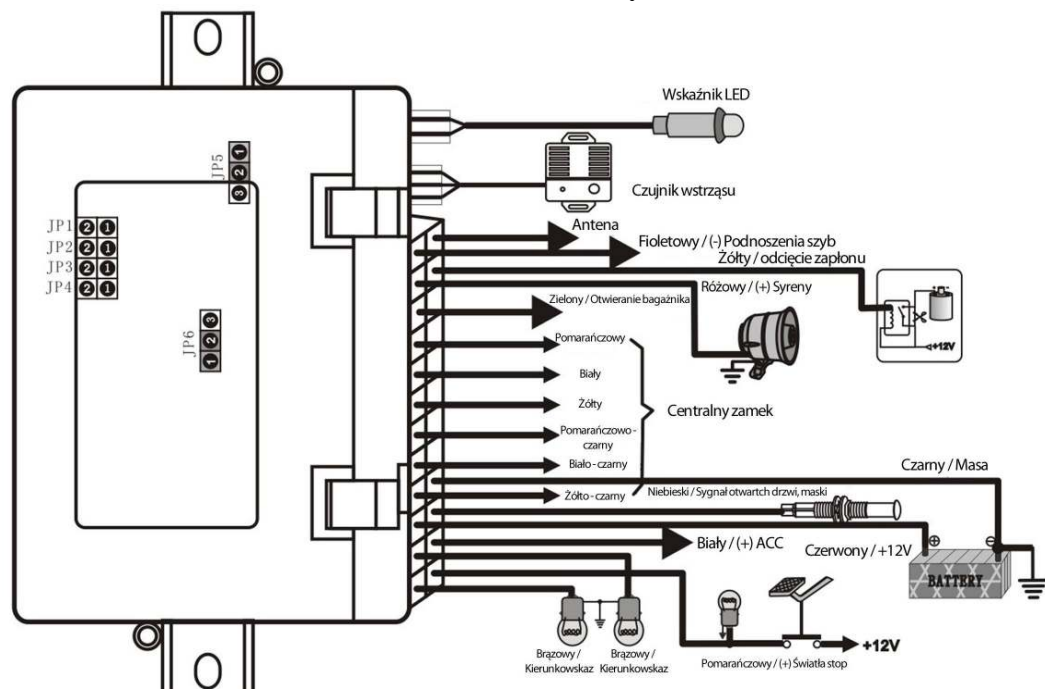 Wskaźnik LED
Czujnik wstrząsu
Antena
Fioletowy / (-) Podnoszenia szyb
Żółty / odcięcie zapłonu
Różowy / (+) Syreny
+12V
Zielony / Otwieranie bagażnika
Pomarańczowy
Biały
Żółty
Centralny zamek
Pomarańczowo -
czarny
Biało - czarny
Żółto - czarny
Czarny / Masa
Niebieski / Sygnał otwartch drzwi, maski
Biały / (+) ACC
Czerwony / +12V
BATTERY
Brązowy /
Kierunkowskaz
Brązowy /
Kierunkowskaz
Pomarańczowy / (+) Światła stop
+12V
JP5
1
2
3
JP1 2 1
JP2 2 1
JP3 2 1
JP4 2 1
JP6
3
2
1